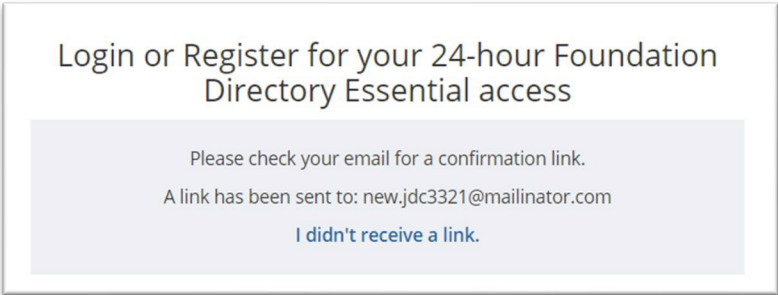 Login or Register for your 24-hour Foundation
Directory Essential access
Please check your email for a confirmation link.
A link has been sent to: new.jdc3321@mailinator.com
I didn't receive a link.